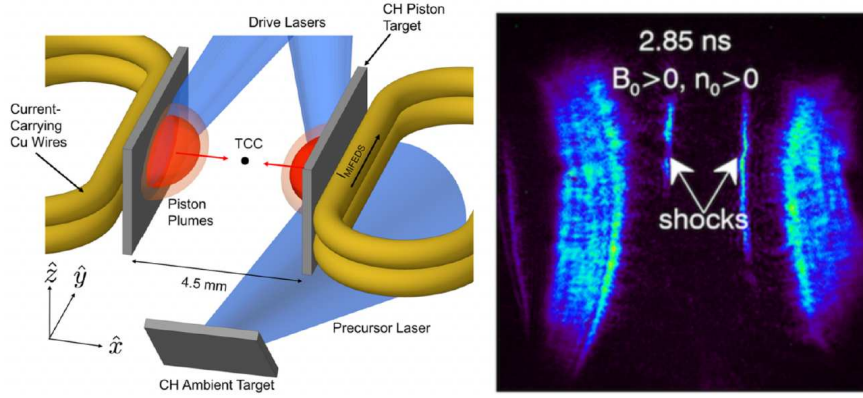 Drive Lasers
CH Piston
Target
Current-
Carrying
Cu Wires
TCC
I_MIFEDS
Piston
Plumes
4.5 mm
ẑ
ŷ
x̂
Precursor Laser
CH Ambient Target
2.85 ns
B₀>0, n₀>0
shocks